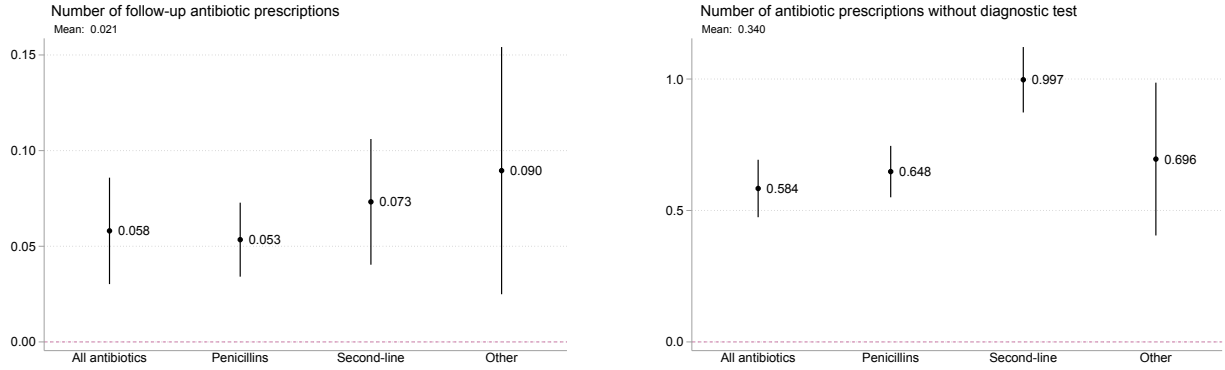 Number of follow-up antibiotic prescriptions
Mean: 0.021
0.15
0.10
0.05
0.00
0.058
0.053
0.073
0.090
All antibiotics Penicillins Second-line Other
Number of antibiotic prescriptions without diagnostic test
Mean: 0.340
1.0
0.5
0.0
0.584
0.648
0.997
0.696
All antibiotics Penicillins Second-line Other